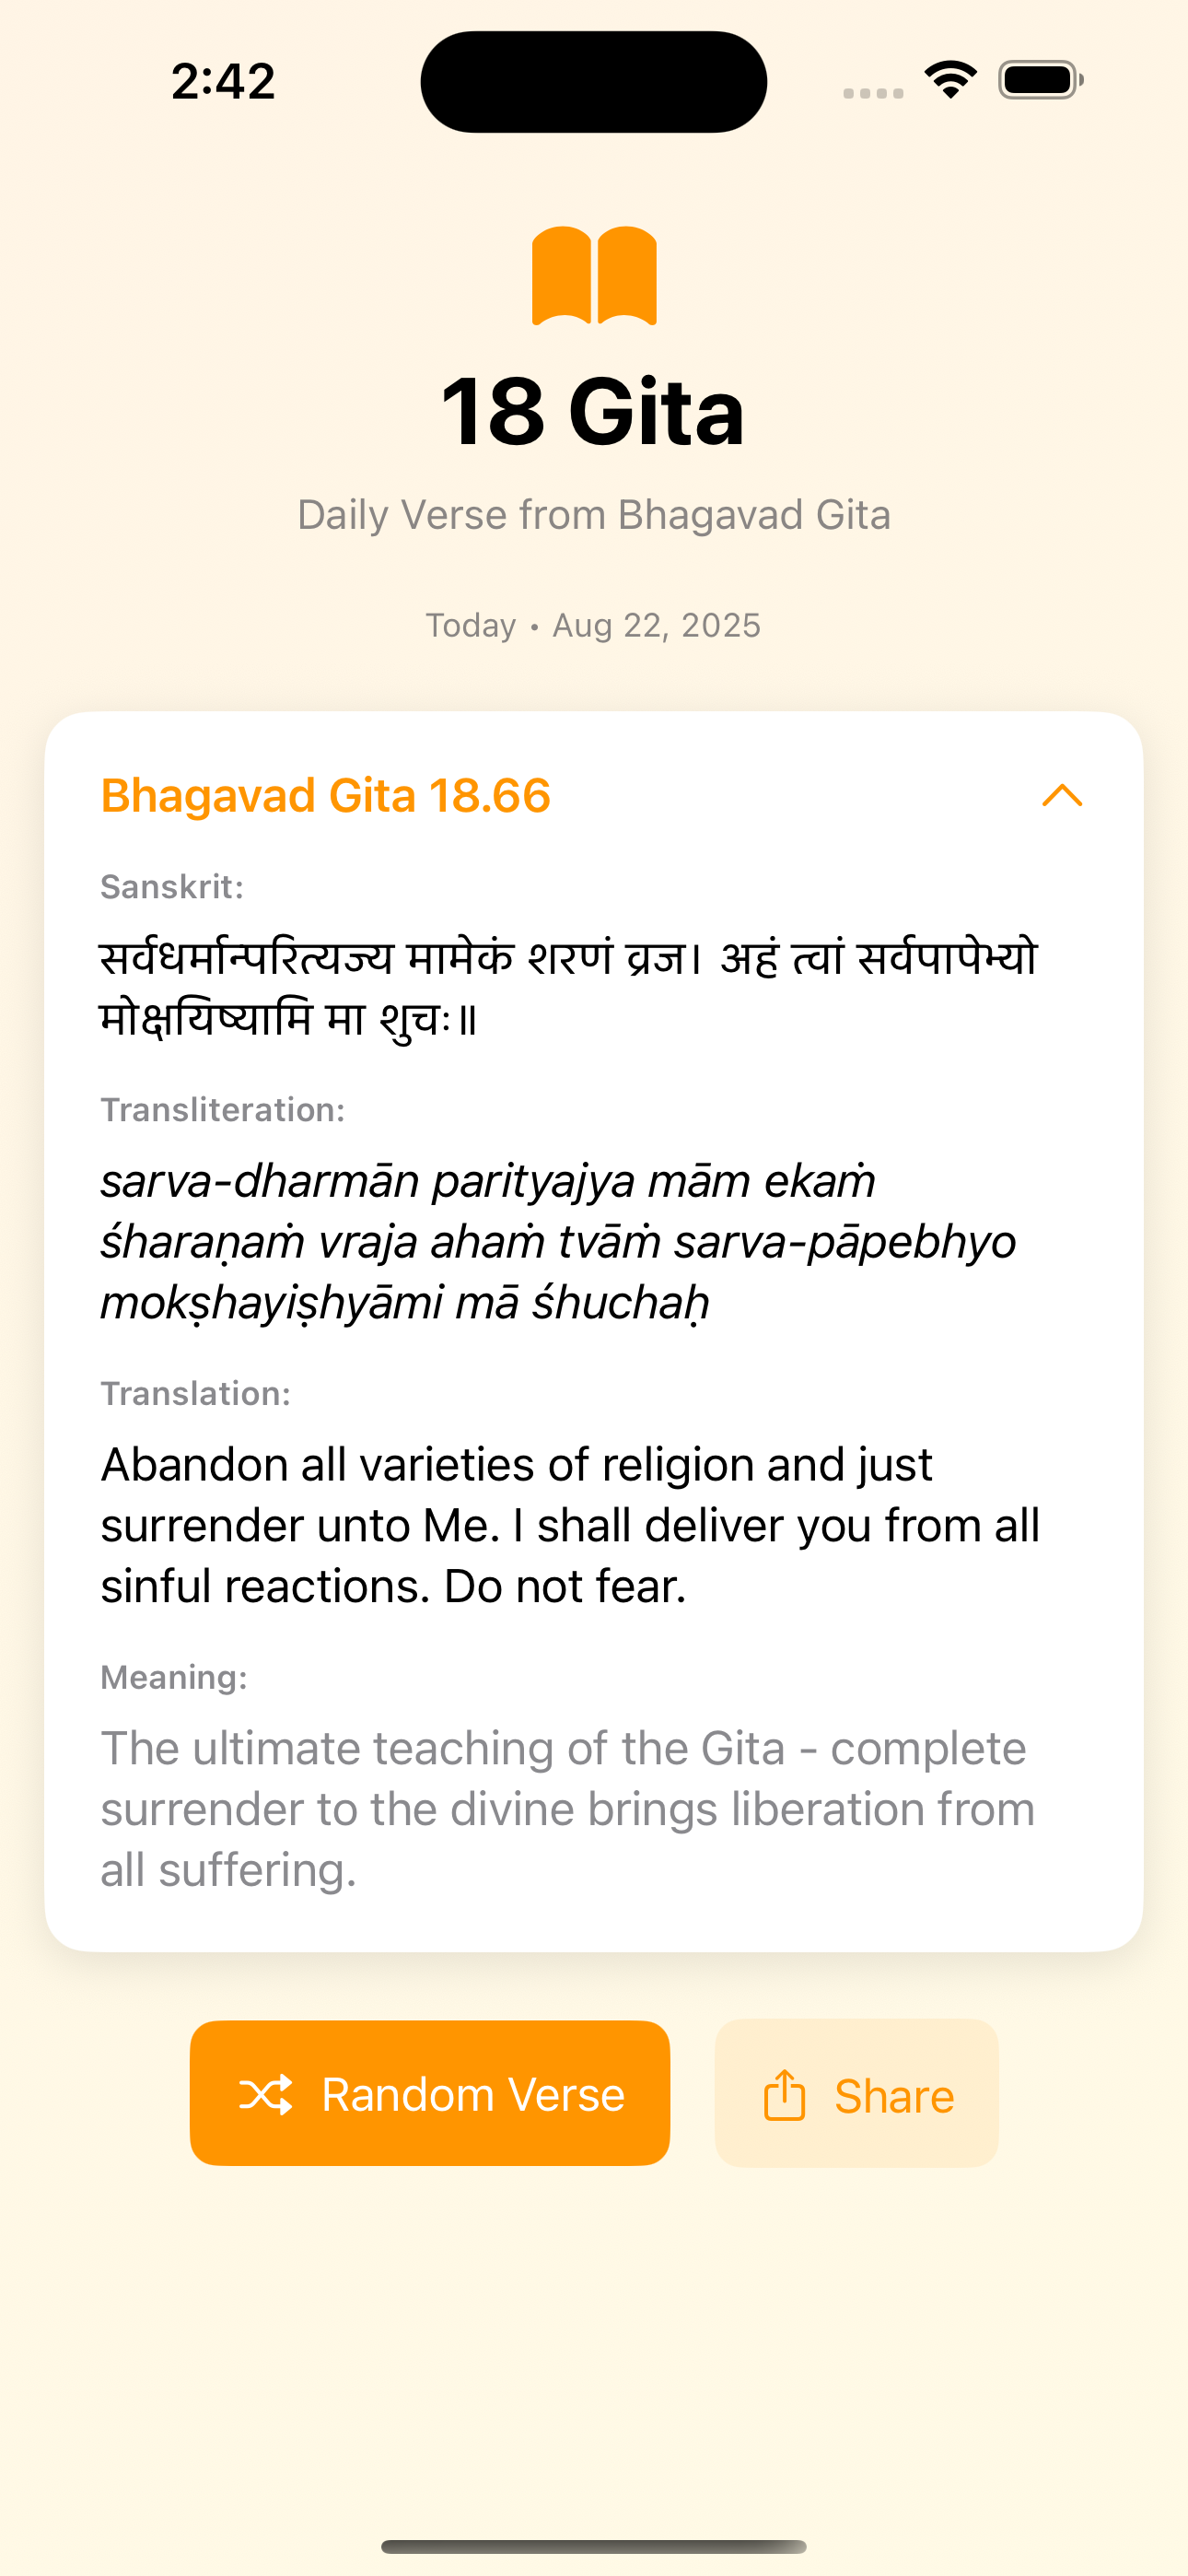 2:42
18 Gita
Daily Verse from Bhagavad Gita
Today • Aug 22, 2025
Bhagavad Gita 18.66
Sanskrit:
सर्वधर्मान्परित्यज्य मामेकं शरणं व्रज। अहं त्वां सर्वपापेभ्यो
मोक्षयिष्यामि मा शुचः॥
Transliteration:
sarva-dharmān parityajya mām ekaṁ
śharaṇaṁ vraja ahaṁ tvāṁ sarva-pāpebhyo
mokṣhayiṣhyāmi mā śhuchaḥ
Translation:
Abandon all varieties of religion and just
surrender unto Me. I shall deliver you from all
sinful reactions. Do not fear.
Meaning:
The ultimate teaching of the Gita - complete
surrender to the divine brings liberation from
all suffering.
Random Verse
Share